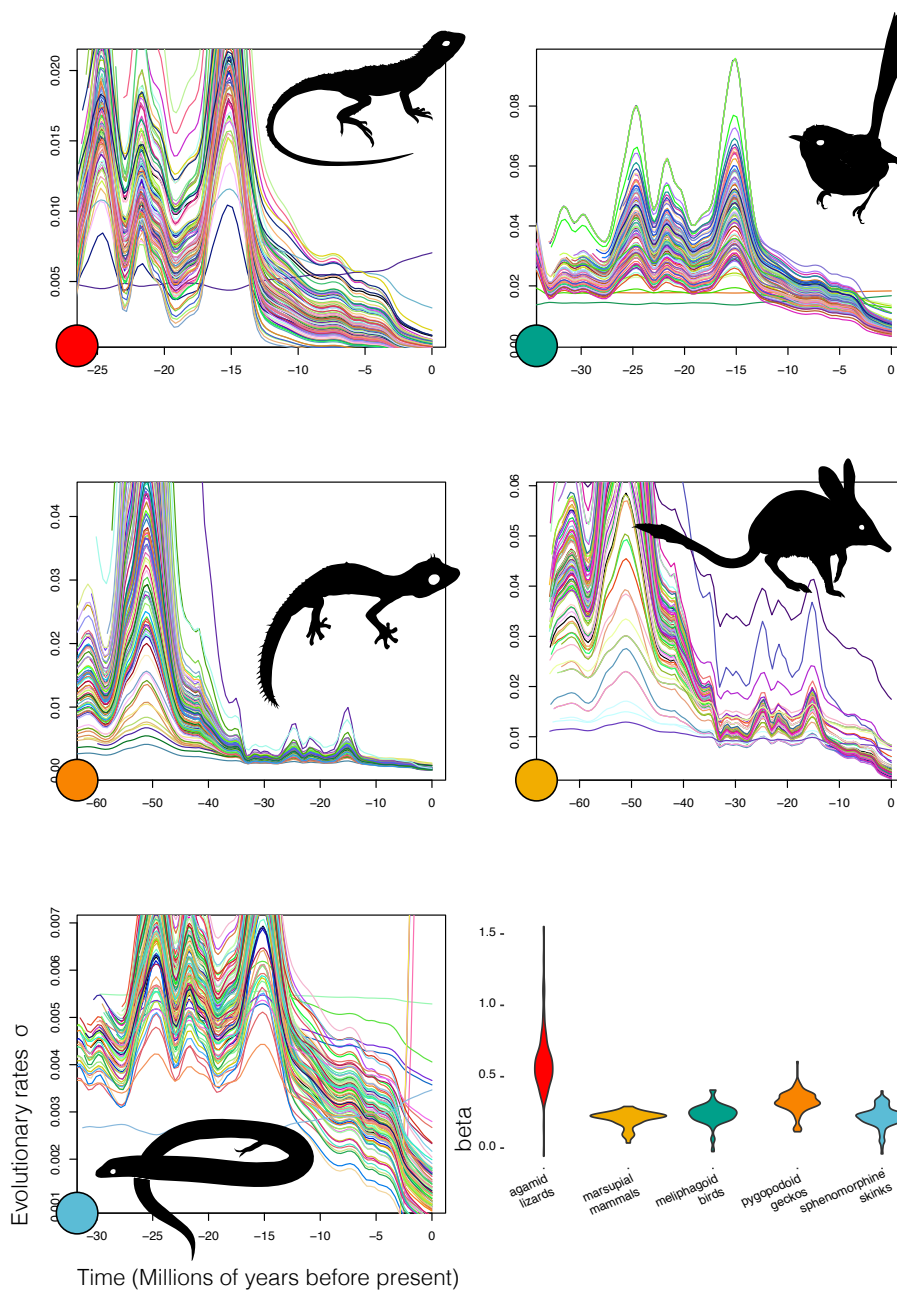 0.005 0.010 0.015 0.020
−25 −20 −15 −10 −5 0
0.00 0.02 0.04 0.06 0.08
−30 −25 −20 −15 −10 −5 0
0.00 0.01 0.02 0.03 0.04
−60 −50 −40 −30 −20 −10 0
0.01 0.02 0.03 0.04 0.05 0.06
−60 −50 −40 −30 −20 −10 0
Evolutionary rates σ
0.001 0.002 0.003 0.004 0.005 0.006 0.007
−30 −25 −20 −15 −10 −5 0
Time (Millions of years before present)
beta
1.5
1.0
0.5
0.0
agamid
lizards
marsupial
mammals
meliphagoid
birds
pygopodoid
geckos
sphenomorphine
skinks